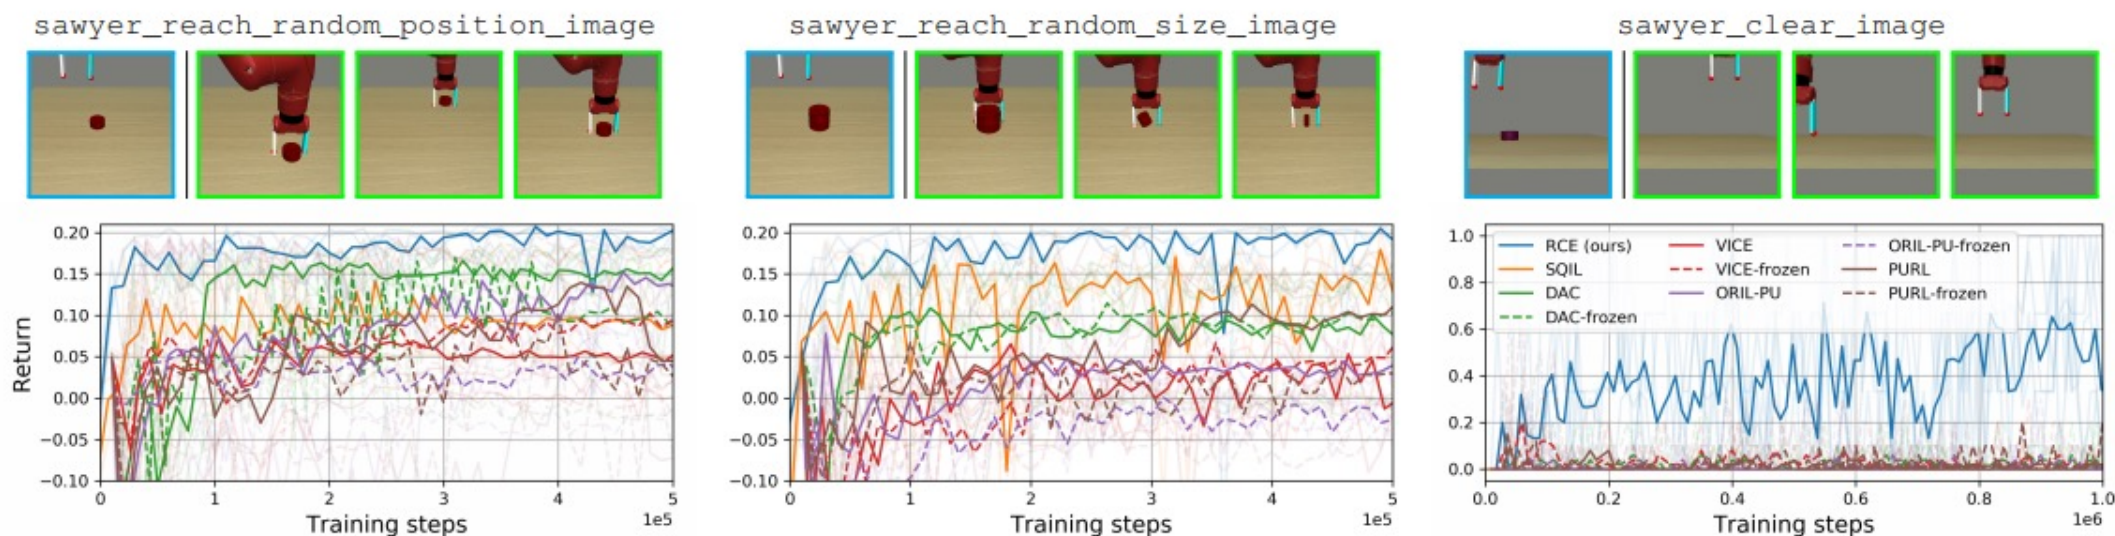 sawyer_reach_random_position_image
sawyer_reach_random_size_image
sawyer_clear_image
Return
0.20
0.15
0.10
0.05
0.00
−0.05
−0.10
0
1
2
3
4
5
1e5
Training steps
0.20
0.15
0.10
0.05
0.00
−0.05
−0.10
0
1
2
3
4
5
1e5
Training steps
1.0
0.8
0.6
0.4
0.2
0.0
RCE (ours)
SQIL
DAC
DAC-frozen
VICE
VICE-frozen
ORIL-PU
ORIL-PU-frozen
PURL
PURL-frozen
0.0
0.2
0.4
0.6
0.8
1.0
1e6
Training steps